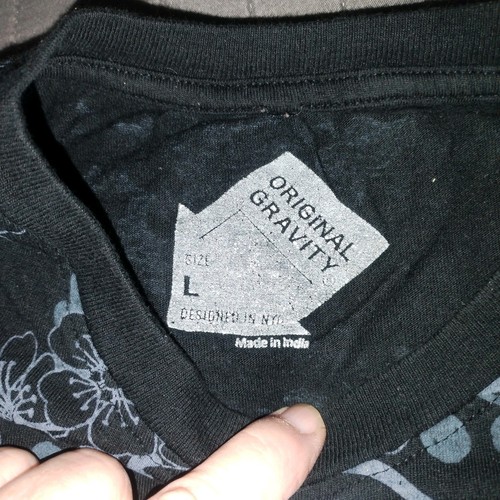 ORIGINAL
GRAVITY
SIZE
L
DESIGNED IN NYC
Made in India